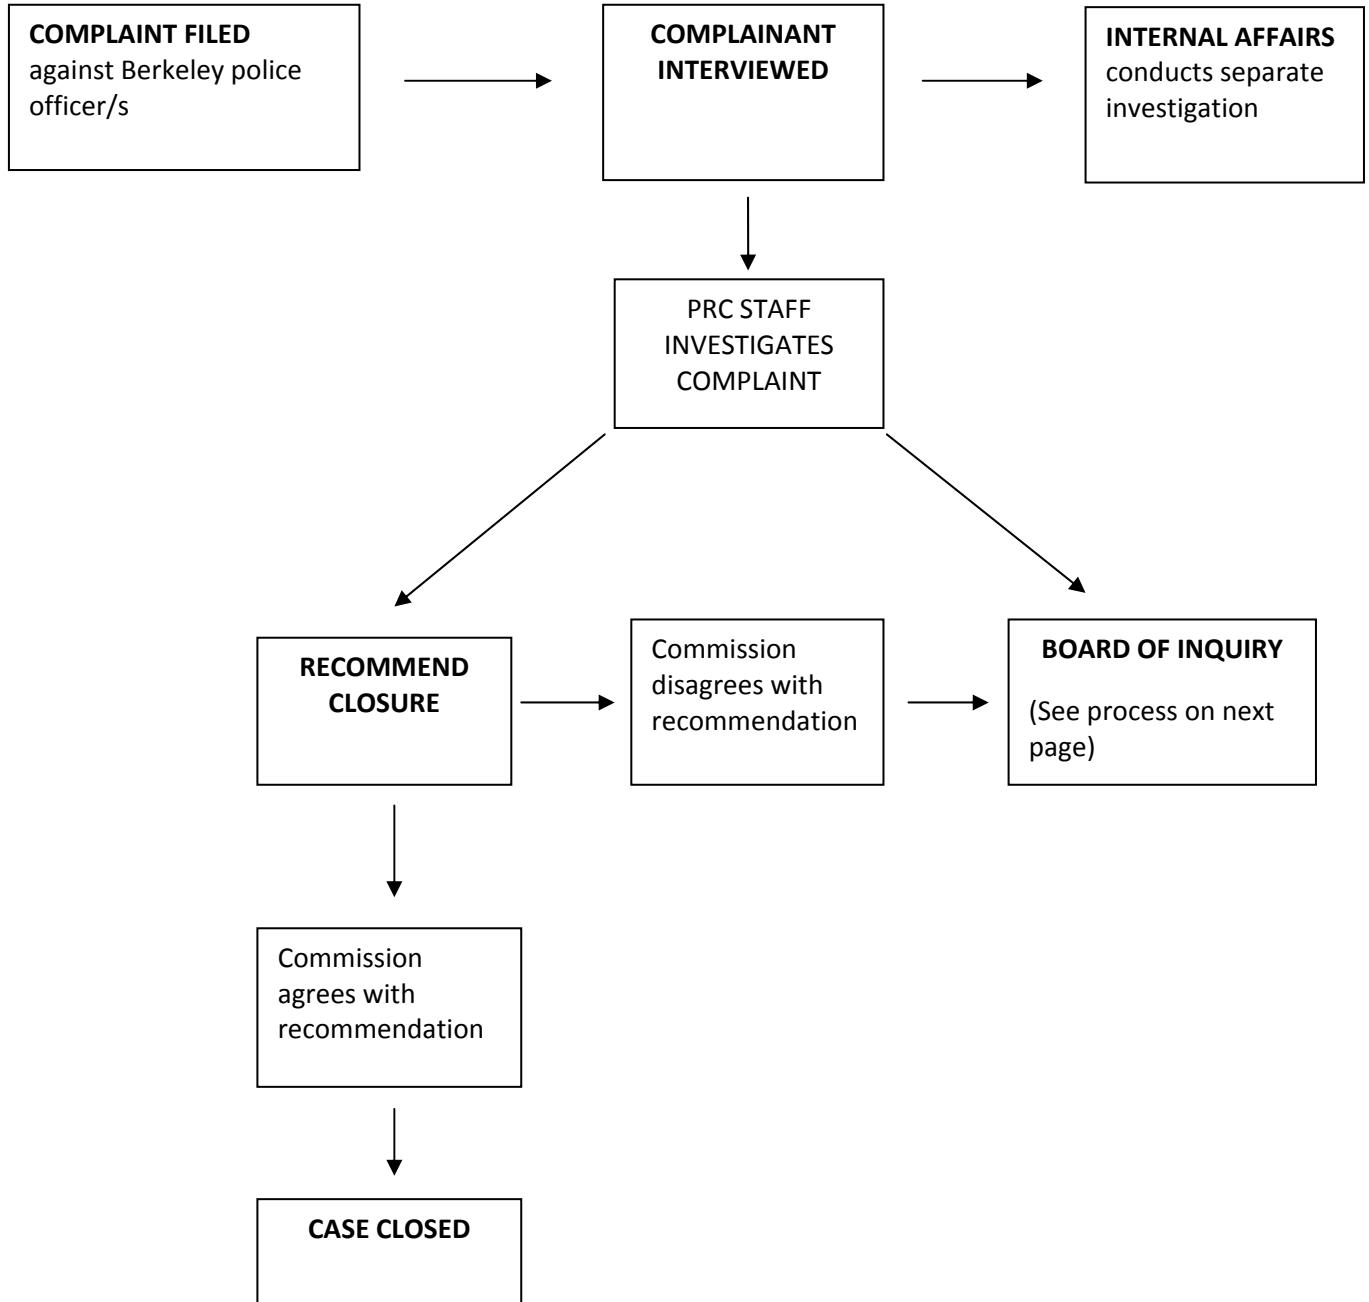 COMPLAINT FILED
against Berkeley police
officer/s
COMPLAINANT
INTERVIEWED
INTERNAL AFFAIRS
conducts separate
investigation
PRC STAFF
INVESTIGATES
COMPLAINT
RECOMMEND
CLOSURE
Commission
disagrees with
recommendation
BOARD OF INQUIRY
(See process on next
page)
Commission
agrees with
recommendation
CASE CLOSED